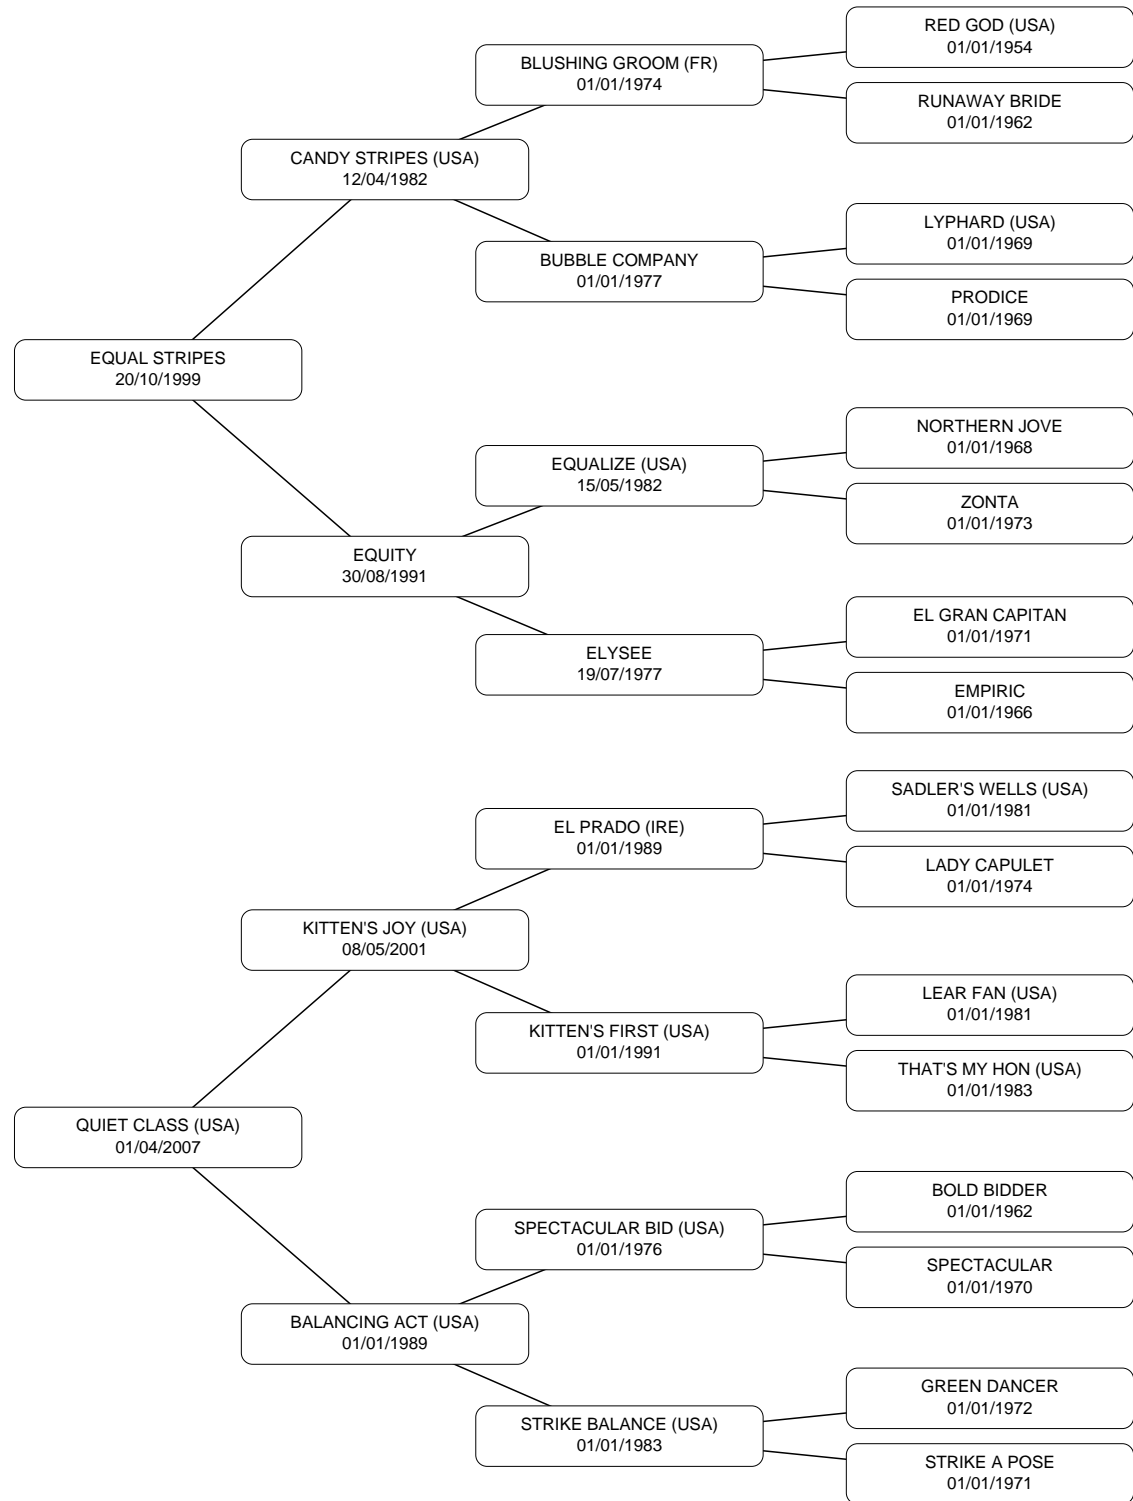 RED GOD (USA)
01/01/1954
BLUSHING GROOM (FR)
01/01/1974
RUNAWAY BRIDE
01/01/1962
CANDY STRIPES (USA)
12/04/1982
LYPHARD (USA)
01/01/1969
BUBBLE COMPANY
01/01/1977
PRODICE
01/01/1969
EQUAL STRIPES
20/10/1999
NORTHERN JOVE
01/01/1968
EQUALIZE (USA)
15/05/1982
ZONTA
01/01/1973
EQUITY
30/08/1991
EL GRAN CAPITAN
01/01/1971
ELYSEE
19/07/1977
EMPIRIC
01/01/1966
SADLER'S WELLS (USA)
01/01/1981
EL PRADO (IRE)
01/01/1989
LADY CAPULET
01/01/1974
KITTEN'S JOY (USA)
08/05/2001
LEAR FAN (USA)
01/01/1981
KITTEN'S FIRST (USA)
01/01/1991
THAT'S MY HON (USA)
01/01/1983
QUIET CLASS (USA)
01/04/2007
BOLD BIDDER
01/01/1962
SPECTACULAR BID (USA)
01/01/1976
SPECTACULAR
01/01/1970
BALANCING ACT (USA)
01/01/1989
GREEN DANCER
01/01/1972
STRIKE BALANCE (USA)
01/01/1983
STRIKE A POSE
01/01/1971